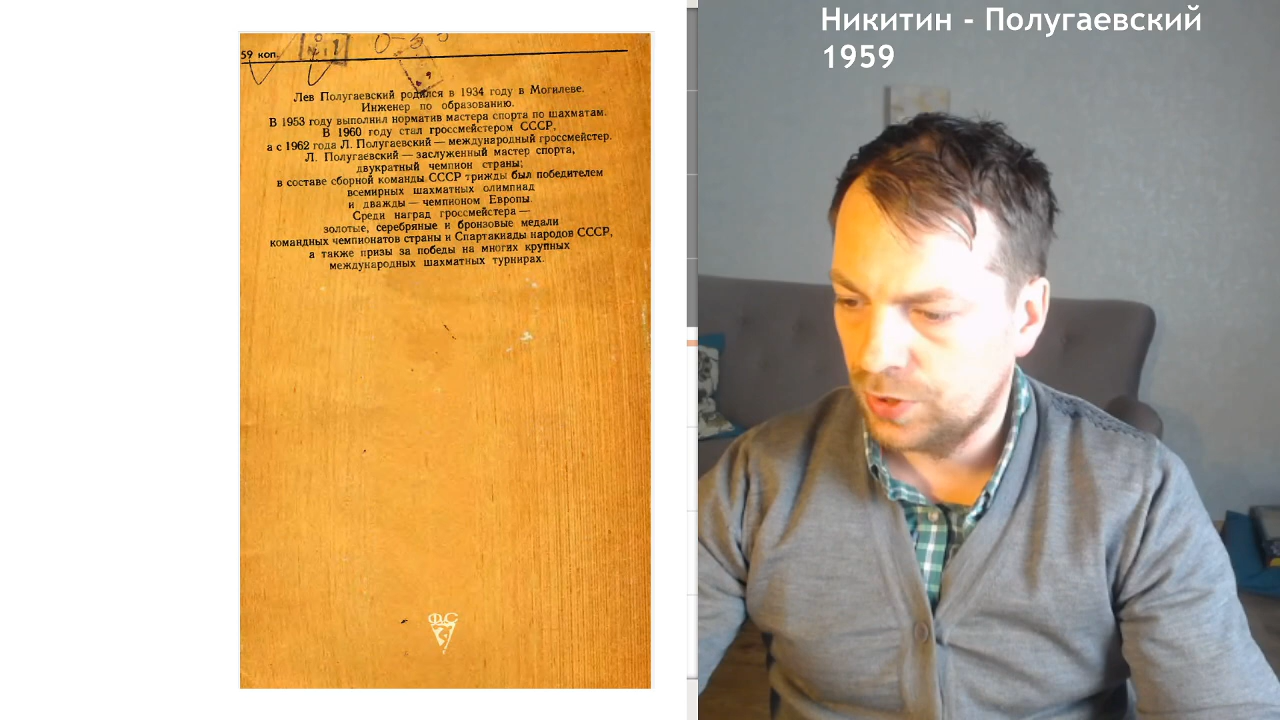 59 коп.
Лев Полугаевский родился в 1934 году в Могилеве.
Инженер по образованию.
В 1953 году выполнил норматив мастера спорта по шахматам.
В 1960 году стал гроссмейстером СССР,
а с 1962 года Л. Полугаевский — международный гроссмейстер.
Л. Полугаевский — заслуженный мастер спорта,
двукратный чемпион страны;
в составе сборной команды СССР трижды был победителем
всемирных шахматных олимпиад
и дважды — чемпионом Европы.
Среди наград гроссмейстера —
золотые, серебряные и бронзовые медали
командных чемпионатов страны и Спартакиады народов СССР,
а также призы за победы на многих крупных
международных шахматных турнирах.
ФиС
Никитин - Полугаевский
1959